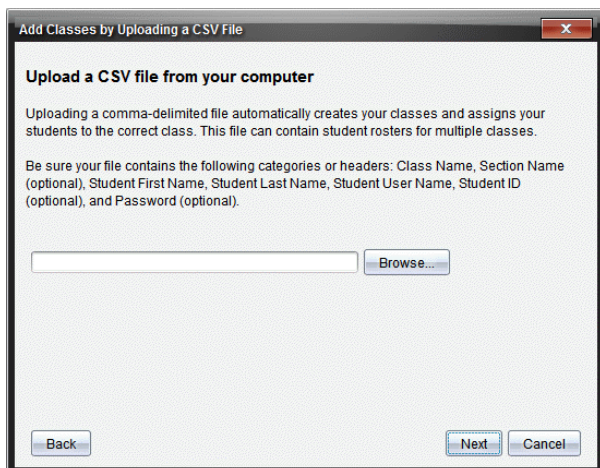 Add Classes by Uploading a CSV File
Upload a CSV file from your computer
Uploading a comma-delimited file automatically creates your classes and assigns your
students to the correct class. This file can contain student rosters for multiple classes.
Be sure your file contains the following categories or headers: Class Name, Section Name
(optional), Student First Name, Student Last Name, Student User Name, Student ID
(optional), and Password (optional).
Browse...
Back
Next
Cancel